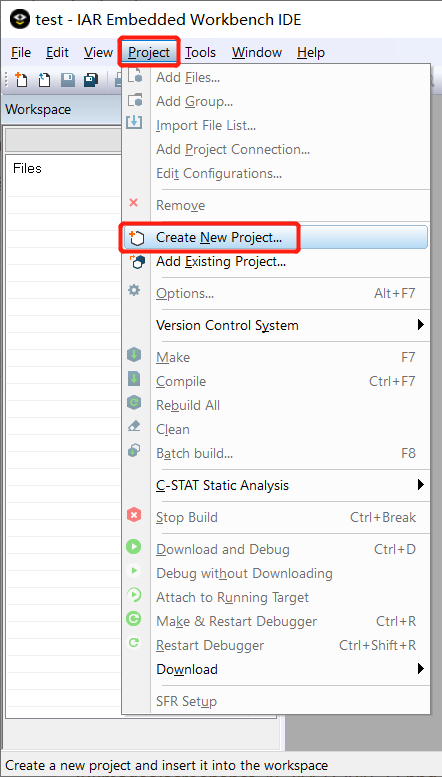 test - IAR Embedded Workbench IDE
File Edit View Project Tools Window Help
Workspace
Files
Add Files...
Add Group...
Import File List...
Add Project Connection...
Edit Configurations...
Remove
Create New Project...
Add Existing Project...
Options... Alt+F7
Version Control System
Make F7
Compile Ctrl+F7
Rebuild All
Clean
Batch build... F8
C-STAT Static Analysis
Stop Build Ctrl+Break
Download and Debug Ctrl+D
Debug without Downloading
Attach to Running Target
Make & Restart Debugger Ctrl+R
Restart Debugger Ctrl+Shift+R
Download
SFR Setup
Create a new project and insert it into the workspace